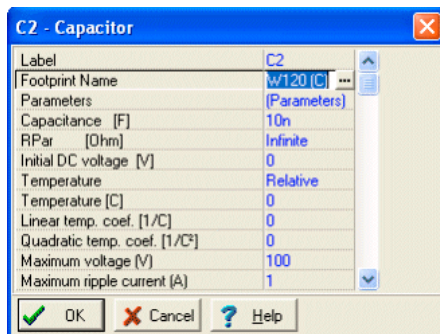 C2 - Capacitor
Label C2
Footprint Name W120 (C) ...
Parameters (Parameters)
Capacitance [F] 10n
RPar [Ohm] Infinite
Initial DC voltage [V] 0
Temperature Relative
Temperature [C] 0
Linear temp. coef. [1/C] 0
Quadratic temp. coef. [1/C²] 0
Maximum voltage (V) 100
Maximum ripple current (A) 1
OK Cancel ? Help